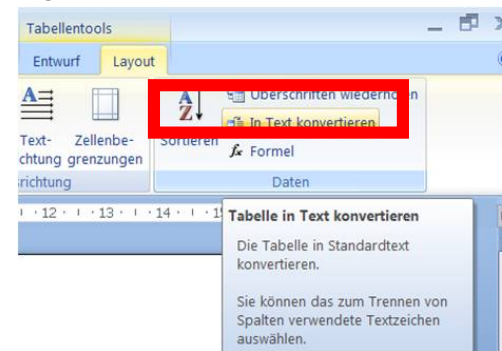 Tabellentools
Entwurf Layout
Überschriften wiederholen
In Text konvertieren
Text- Zellenbe- Sortieren
chtung grenzungen
Formel
richtung Daten
12 13 14
Tabelle in Text konvertieren
Die Tabelle in Standardtext
konvertieren.
Sie können das zum Trennen von
Spalten verwendete Textzeichen
auswählen.